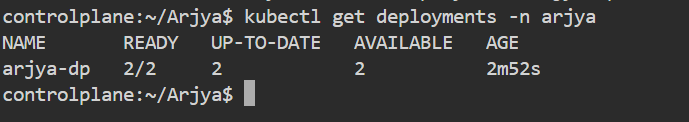 controlplane:~/Arjya$ kubectl get deployments -n arjya
NAME READY UP-TO-DATE AVAILABLE AGE
arjya-dp 2/2 2 2 2m52s
controlplane:~/Arjya$